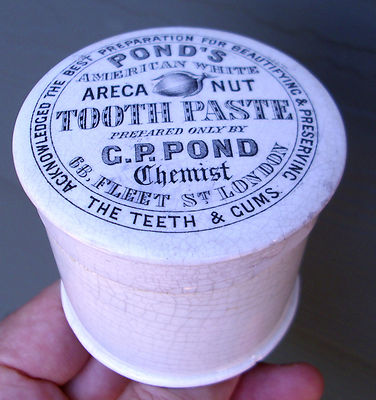 ACKNOWLEDGED THE BEST PREPARATION FOR BEAUTIFYING & PRESERVING
THE TEETH & GUMS.
POND'S
AMERICAN WHITE
ARECA NUT
TOOTH PASTE
PREPARED ONLY BY
G.P.POND
Chemist
68, FLEET ST LONDON